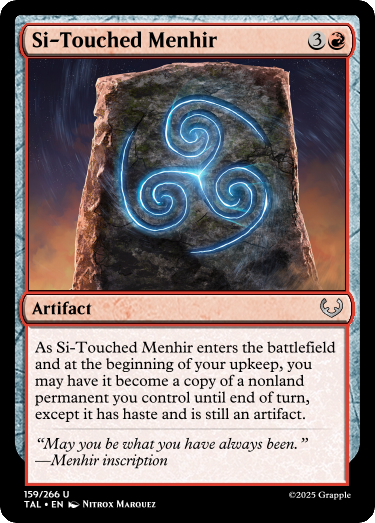 Si-Touched Menhir 3
Artifact
As Si-Touched Menhir enters the battlefield
and at the beginning of your upkeep, you
may have it become a copy of a nonland
permanent you control until end of turn,
except it has haste and is still an artifact.
“May you be what you have always been.”
—Menhir inscription
159/266 U
TAL • EN Nitrox Marquez
©2025 Grapple